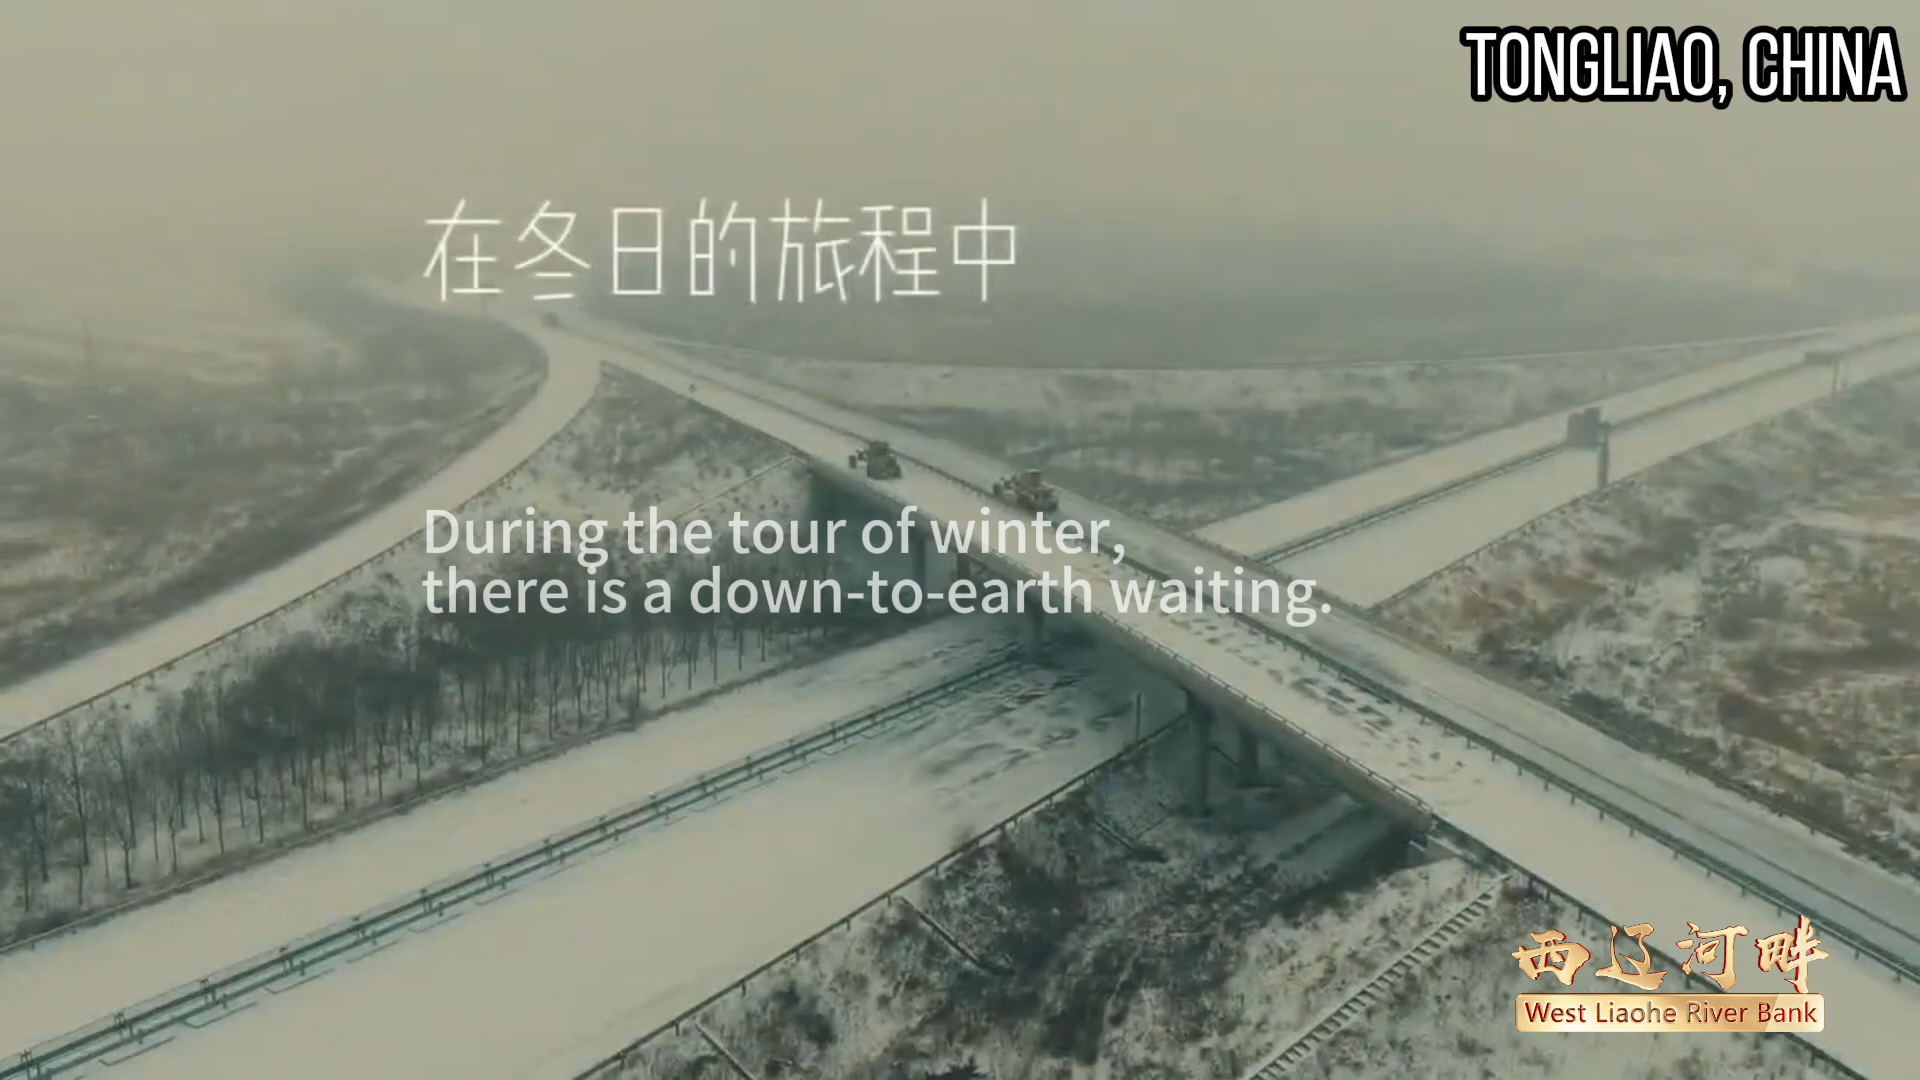 TONGLIAO, CHINA
在冬日的旅程中
During the tour of winter,
there is a down-to-earth waiting.
西辽河畔
West Liaohe River Bank